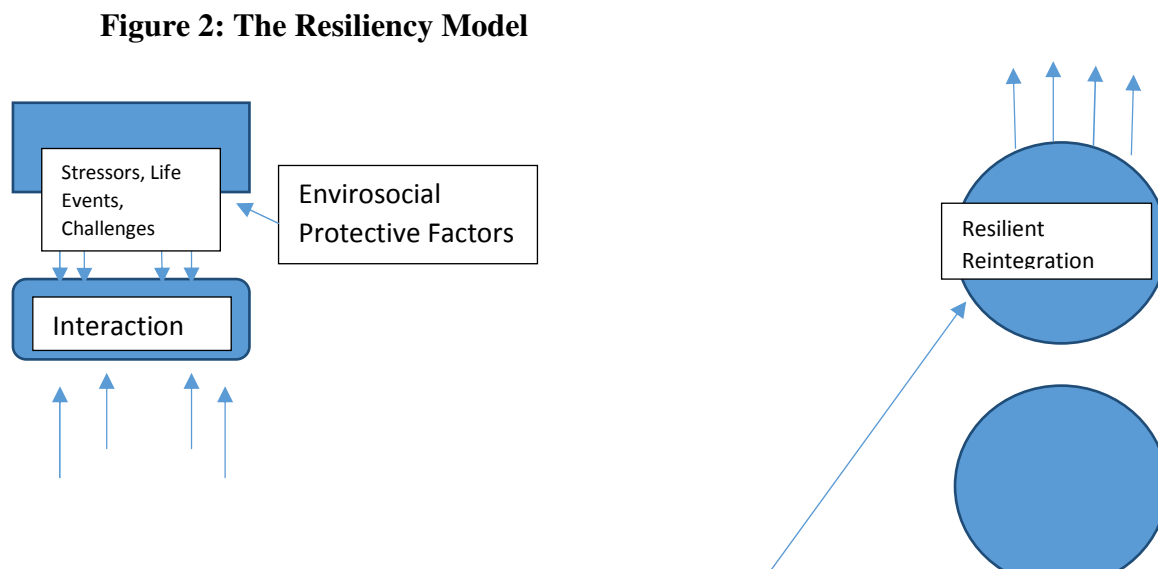 Figure 2: The Resiliency Model
Stressors, Life
Events,
Challenges
Envirosocial
Protective Factors
Interaction
Resilient
Reintegration